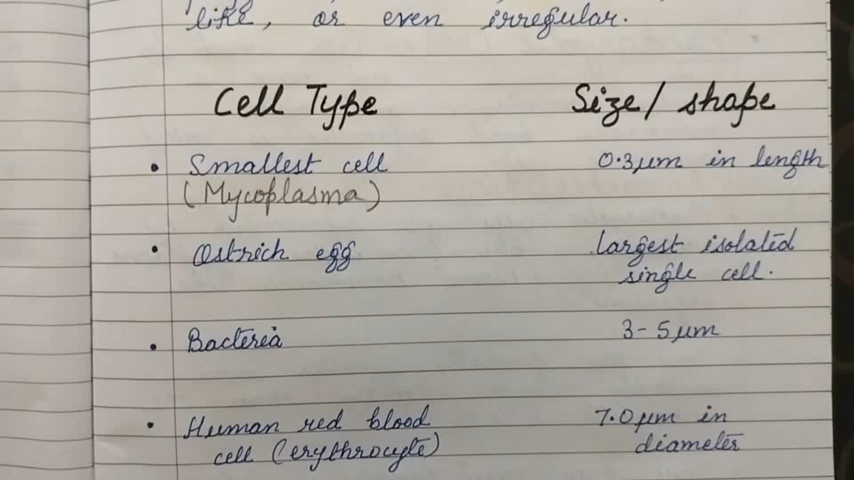 like, or even irregular.
Cell Type Size/ shape
• Smallest cell 0.3μm in length
(Mycoplasma)
• Ostrich egg largest isolated
single cell.
• Bacteria 3-5μm
• Human red blood 7.0μm in
cell (erythrocyte) diameter